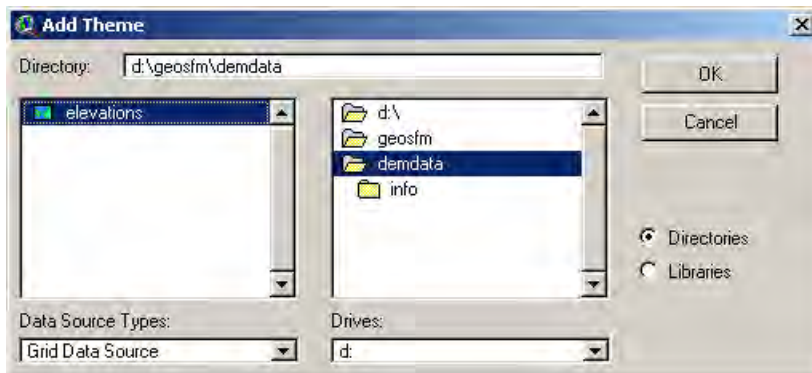 Add Theme
Directory: d:\geosfm\demdata
OK
Cancel
elevations
d:\
geosfm
demdata
info
Directories
Libraries
Data Source Types:
Grid Data Source
Drives:
d: